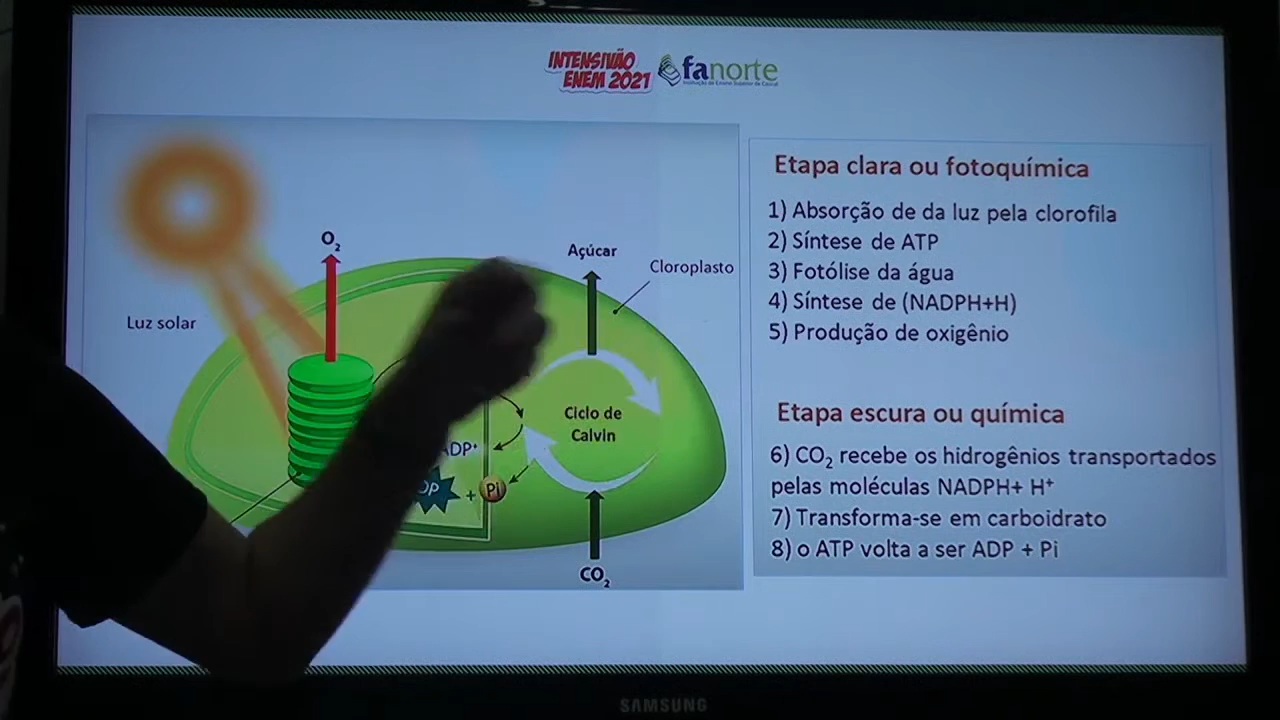 INTENSIVÃO
ENEM 2021
fanorte
Etapa clara ou fotoquímica
1) Absorção de da luz pela clorofila
2) Síntese de ATP
3) Fotólise da água
4) Síntese de (NADPH+H)
5) Produção de oxigênio
Etapa escura ou química
6) CO₂ recebe os hidrogênios transportados
pelas moléculas NADPH+ H⁺
7) Transforma-se em carboidrato
8) o ATP volta a ser ADP + Pi
O₂
Açúcar
Cloroplasto
Luz solar
Ciclo de
Calvin
ADP⁺
DP
+ Pi
CO₂
SAMSUNG